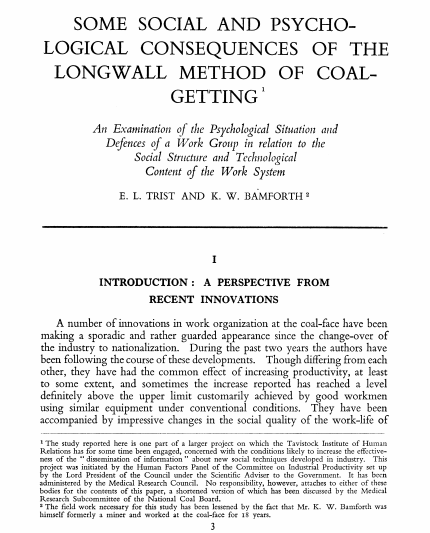 SOME SOCIAL AND PSYCHO-
LOGICAL CONSEQUENCES OF THE
LONGWALL METHOD OF COAL-
GETTING 1
An Examination of the Psychological Situation and
Defences of a Work Group in relation to the
Social Structure and Technological
Content of the Work System
E. L. TRIST AND K. W. BAMFORTH 2
I
INTRODUCTION : A PERSPECTIVE FROM
RECENT INNOVATIONS
A number of innovations in work organization at the coal-face have been
making a sporadic and rather guarded appearance since the change-over of
the industry to nationalization. During the past two years the authors have
been following the course of these developments. Though differing from each
other, they have had the common effect of increasing productivity, at least
to some extent, and sometimes the increase reported has reached a level
definitely above the upper limit customarily achieved by good workmen
using similar equipment under conventional conditions. They have been
accompanied by impressive changes in the social quality of the work-life of
1 The study reported here is one part of a larger project on which the Tavistock Institute of Human
Relations has for some time been engaged, concerned with the conditions likely to increase the effective-
ness of the " dissemination of information " about new social techniques developed in industry. This
project was initiated by the Human Factors Panel of the Committee on Industrial Productivity set up
by the Lord President of the Council under the Scientific Adviser to the Government. It has been
administered by the Medical Research Council. No responsibility, however, attaches to either of these
bodies for the contents of this paper, a shortened version of which has been discussed by the Medical
Research Subcommittee of the National Coal Board.
2 The field work necessary for this study has been lessened by the fact that Mr. K. W. Bamforth was
himself formerly a miner and worked at the coal-face for 18 years.
3